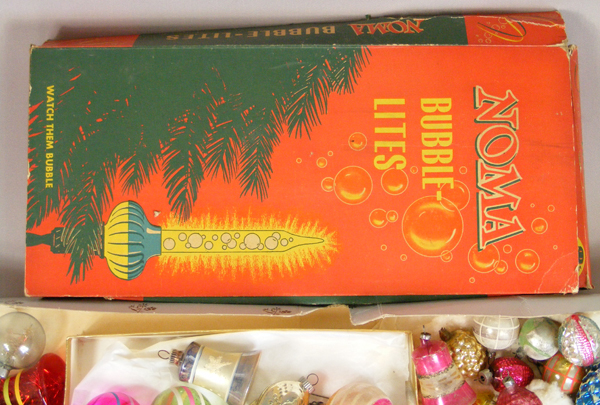 NOMA
BUBBLE-LITES
NOMA
BUBBLE-
LITES
WATCH THEM BUBBLE